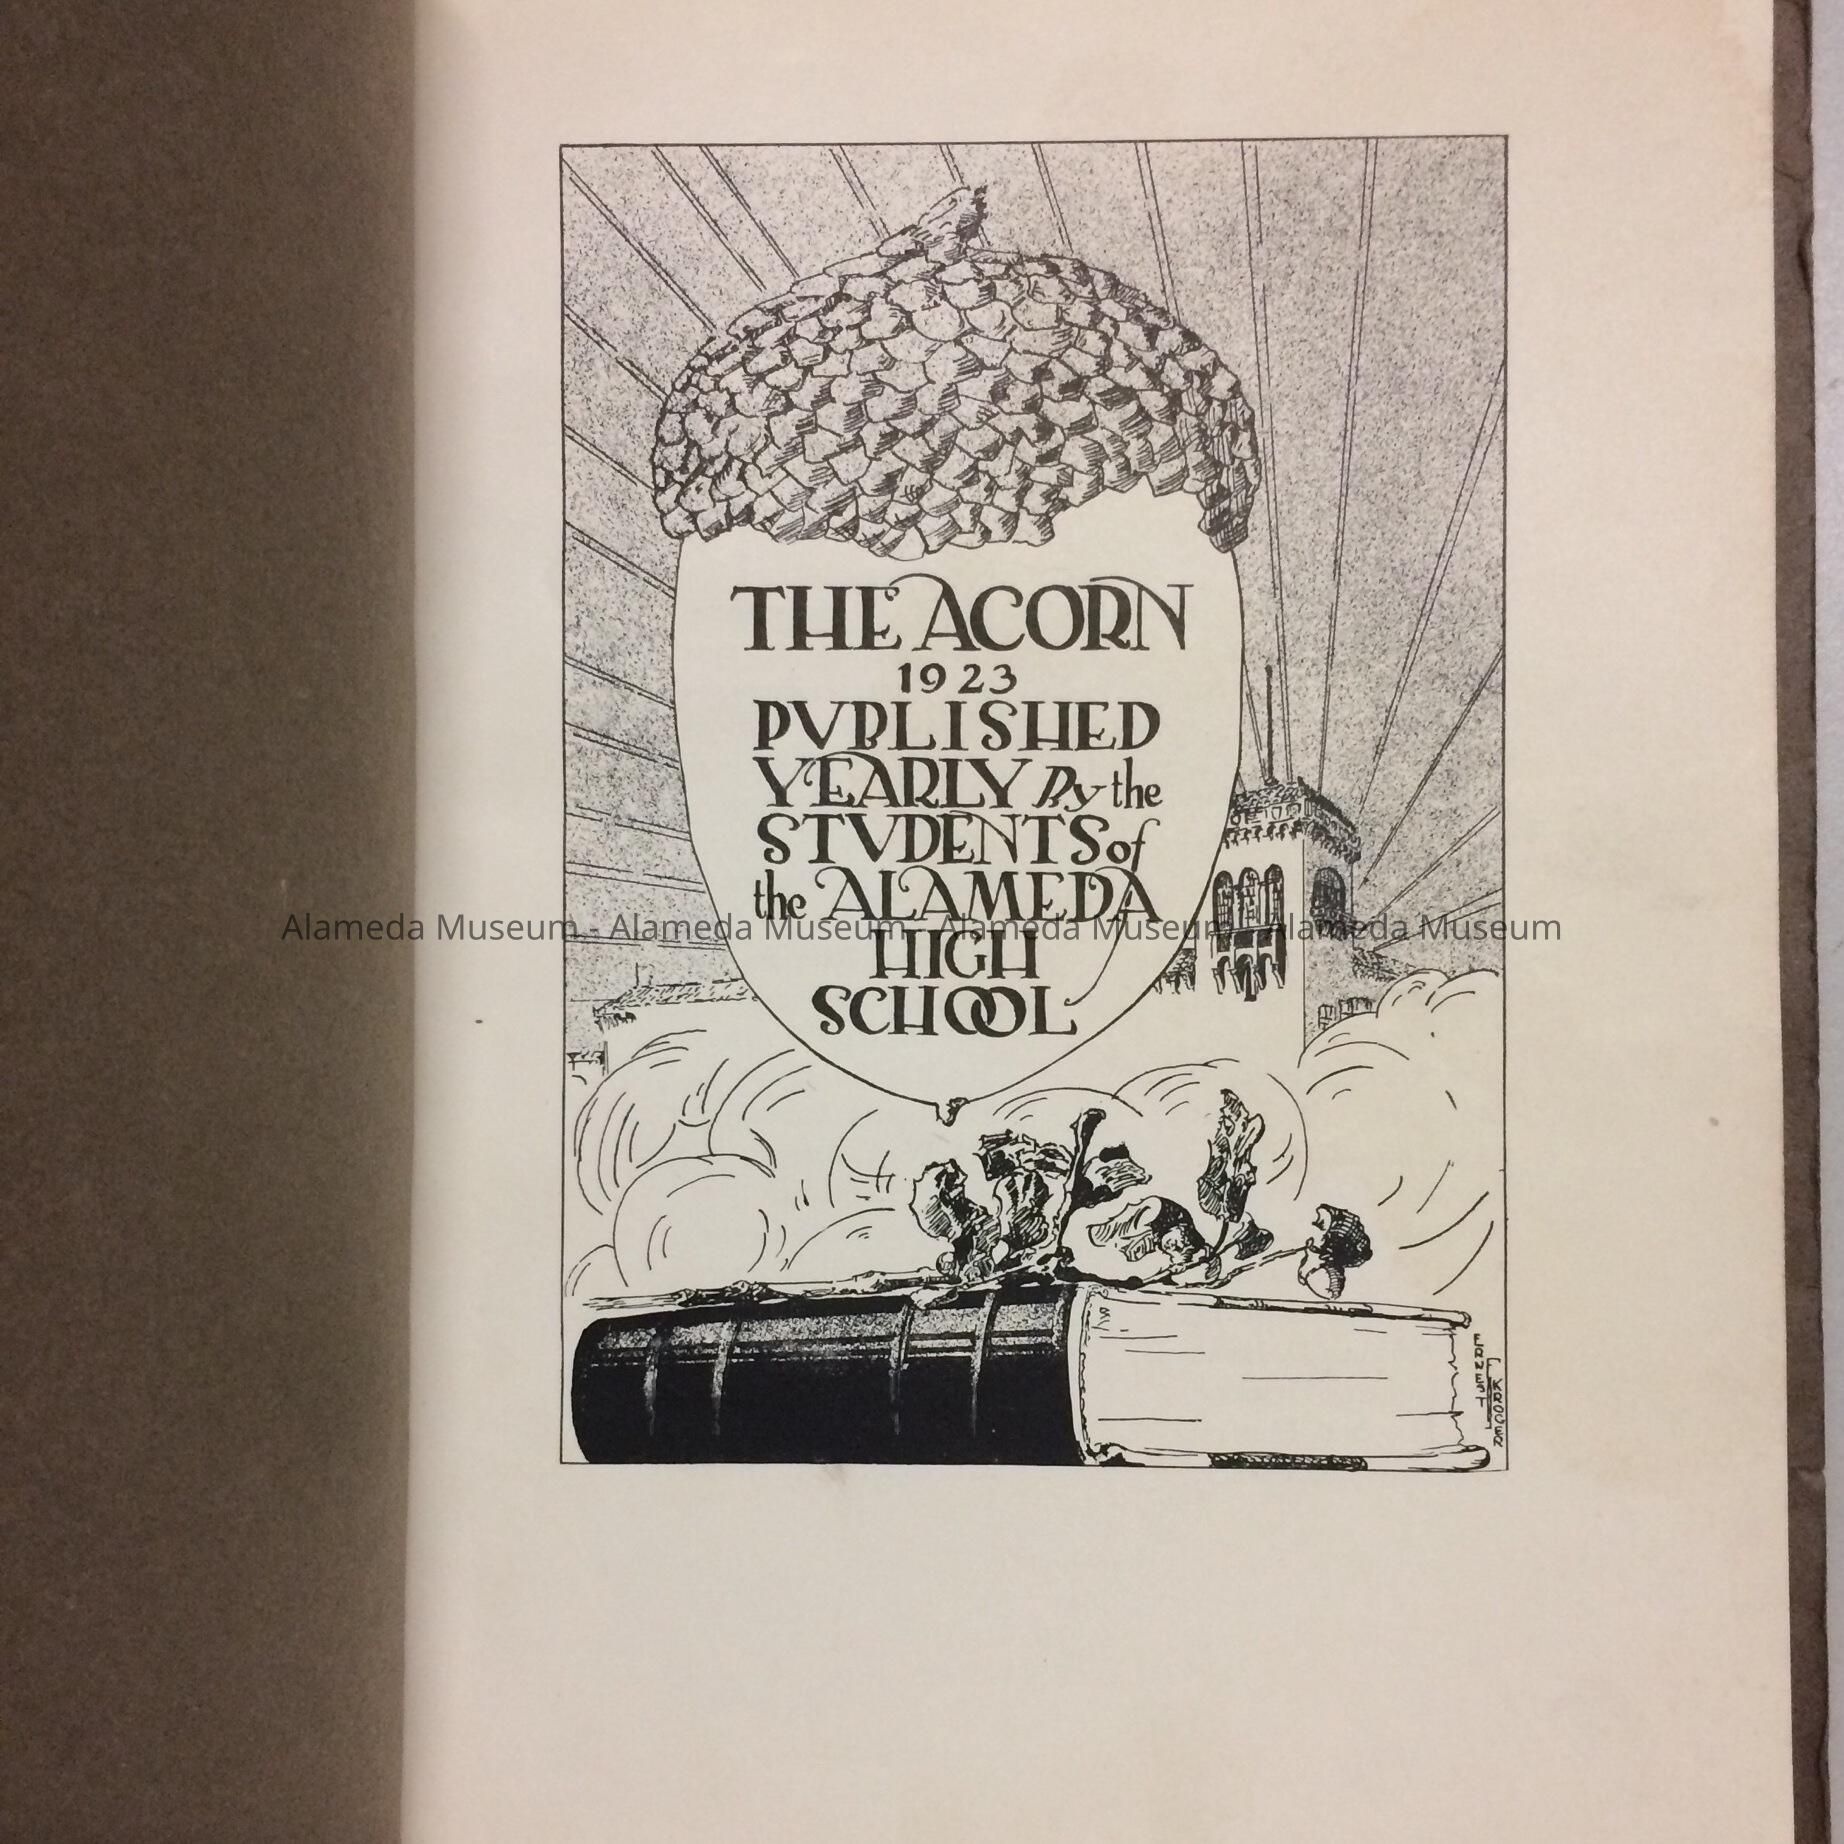 THE ACORN
1923
PVBLISHED
YEARLY By the
STVDENTS of
the ALAMEDA
HIGH
SCHOOL
Alameda Museum - Alameda Museum - Alameda Museum - Alameda Museum
BY
ERNEST
KROGER